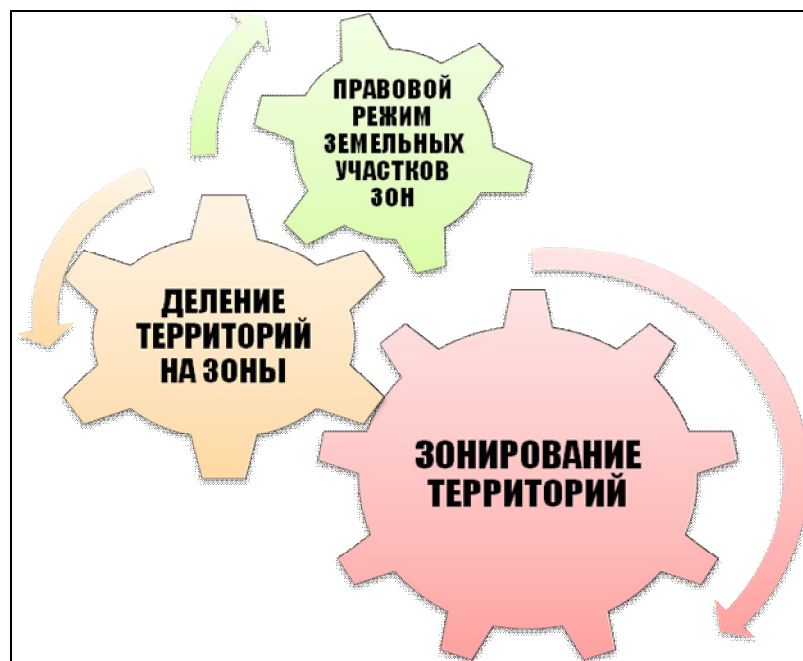 ПРАВОВОЙ
РЕЖИМ
ЗЕМЕЛЬНЫХ
УЧАСТКОВ
ЗОН
ДЕЛЕНИЕ
ТЕРРИТОРИЙ
НА ЗОНЫ
ЗОНИРОВАНИЕ
ТЕРРИТОРИЙ